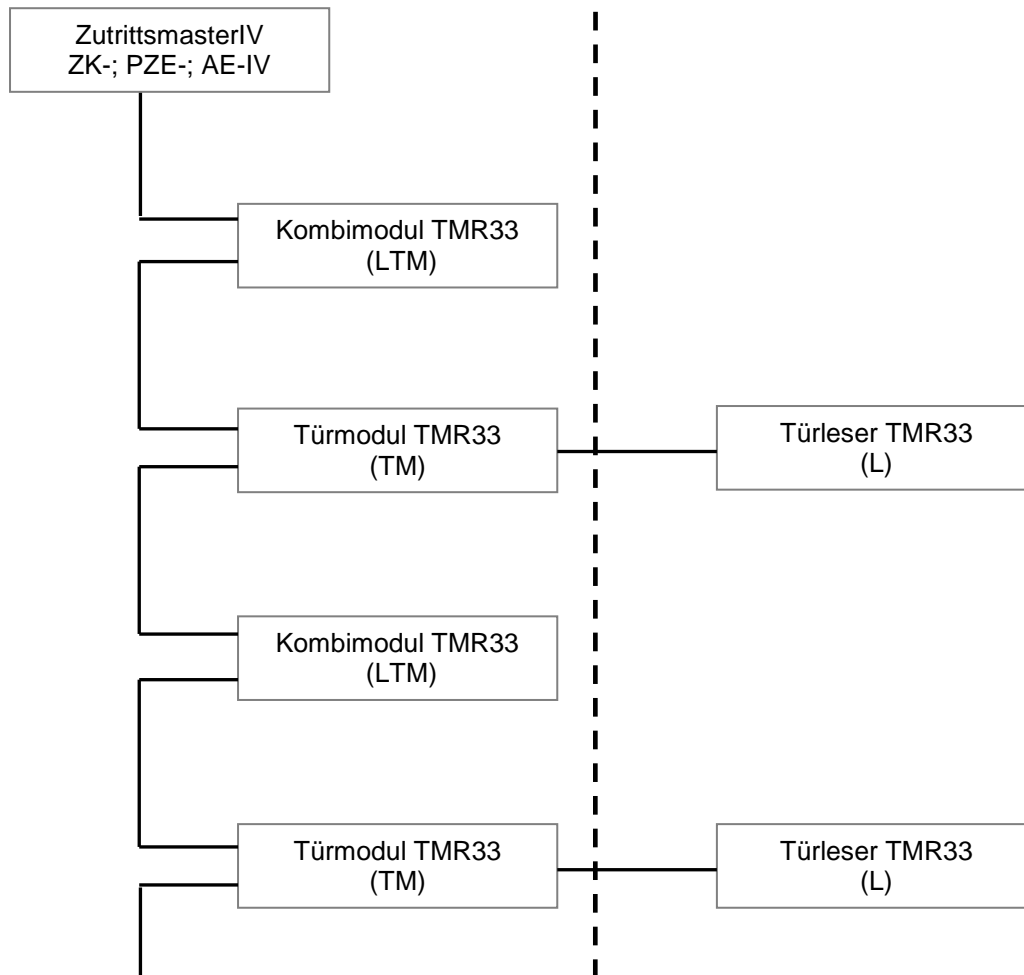 ZutrittsmasterIV
ZK-; PZE-; AE-IV
Kombimodul TMR33
(LTM)
Türmodul TMR33
(TM)
Türleser TMR33
(L)
Kombimodul TMR33
(LTM)
Türmodul TMR33
(TM)
Türleser TMR33
(L)